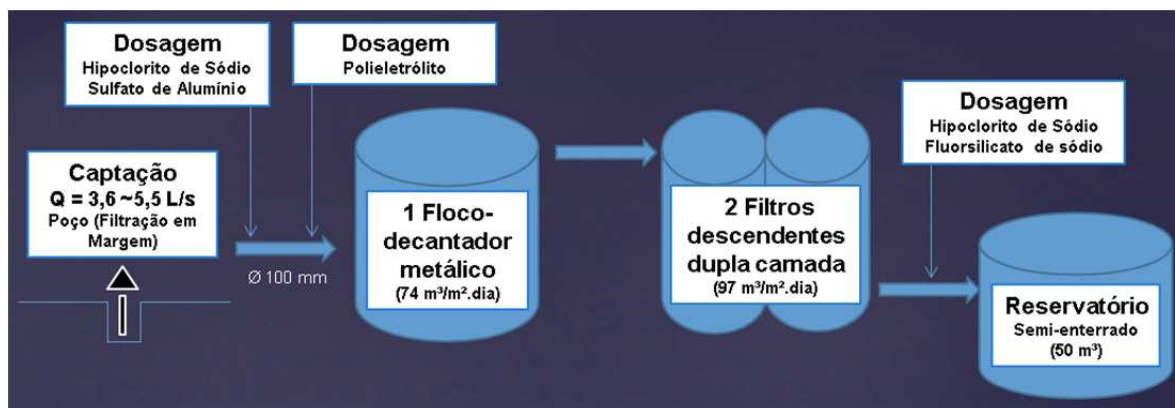 Dosagem
Hipoclorito de Sódio
Sulfato de Alumínio
Dosagem
Polieletrólito
Captação
Q = 3,6 ~5,5 L/s
Poço (Filtração em
Margem)
Ø 100 mm
1 Floco-
decantador
metálico
(74 m³/m².dia)
2 Filtros
descendentes
dupla camada
(97 m³/m².dia)
Dosagem
Hipoclorito de Sódio
Fluorsilicato de sódio
Reservatório
Semi-enterrado
(50 m³)